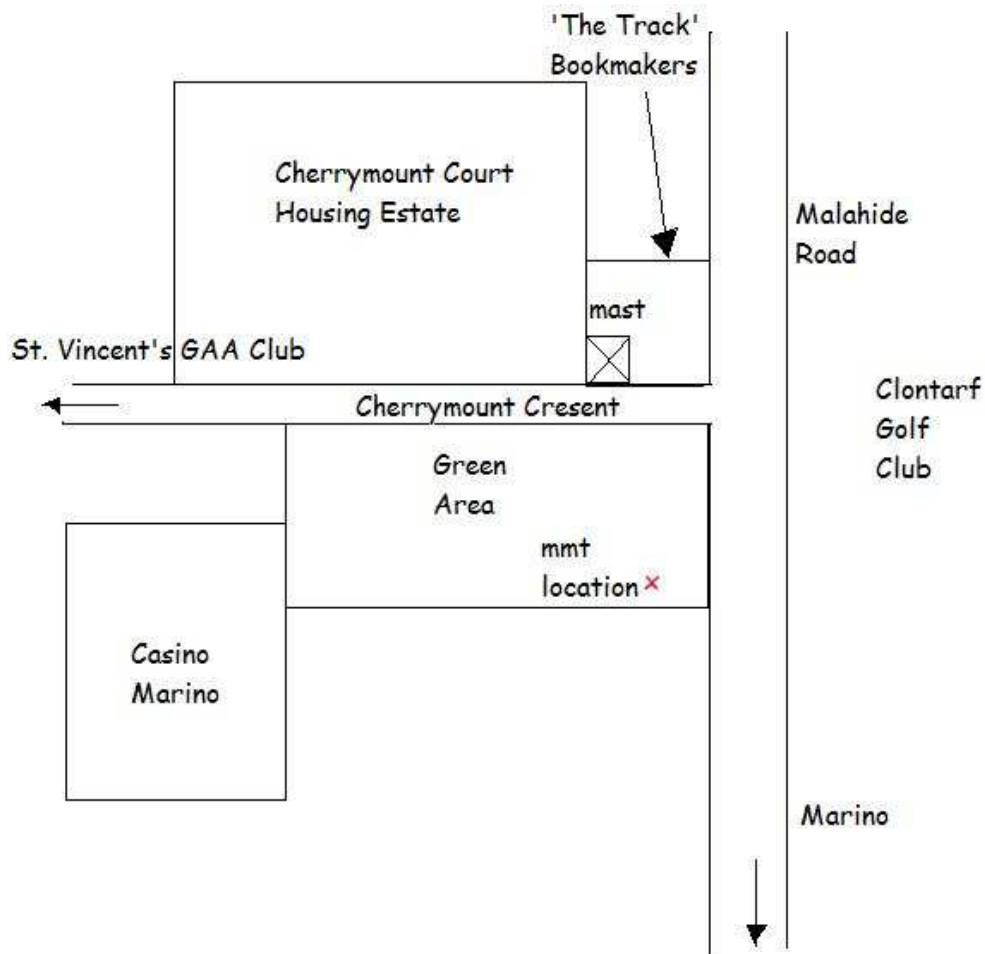 'The Track'
Bookmakers
Cherrymount Court
Housing Estate
Malahide
Road
mast
St. Vincent's GAA Club
Cherrymount Cresent
Clontarf
Golf
Club
Green
Area
mmt
location
Casino
Marino
Marino